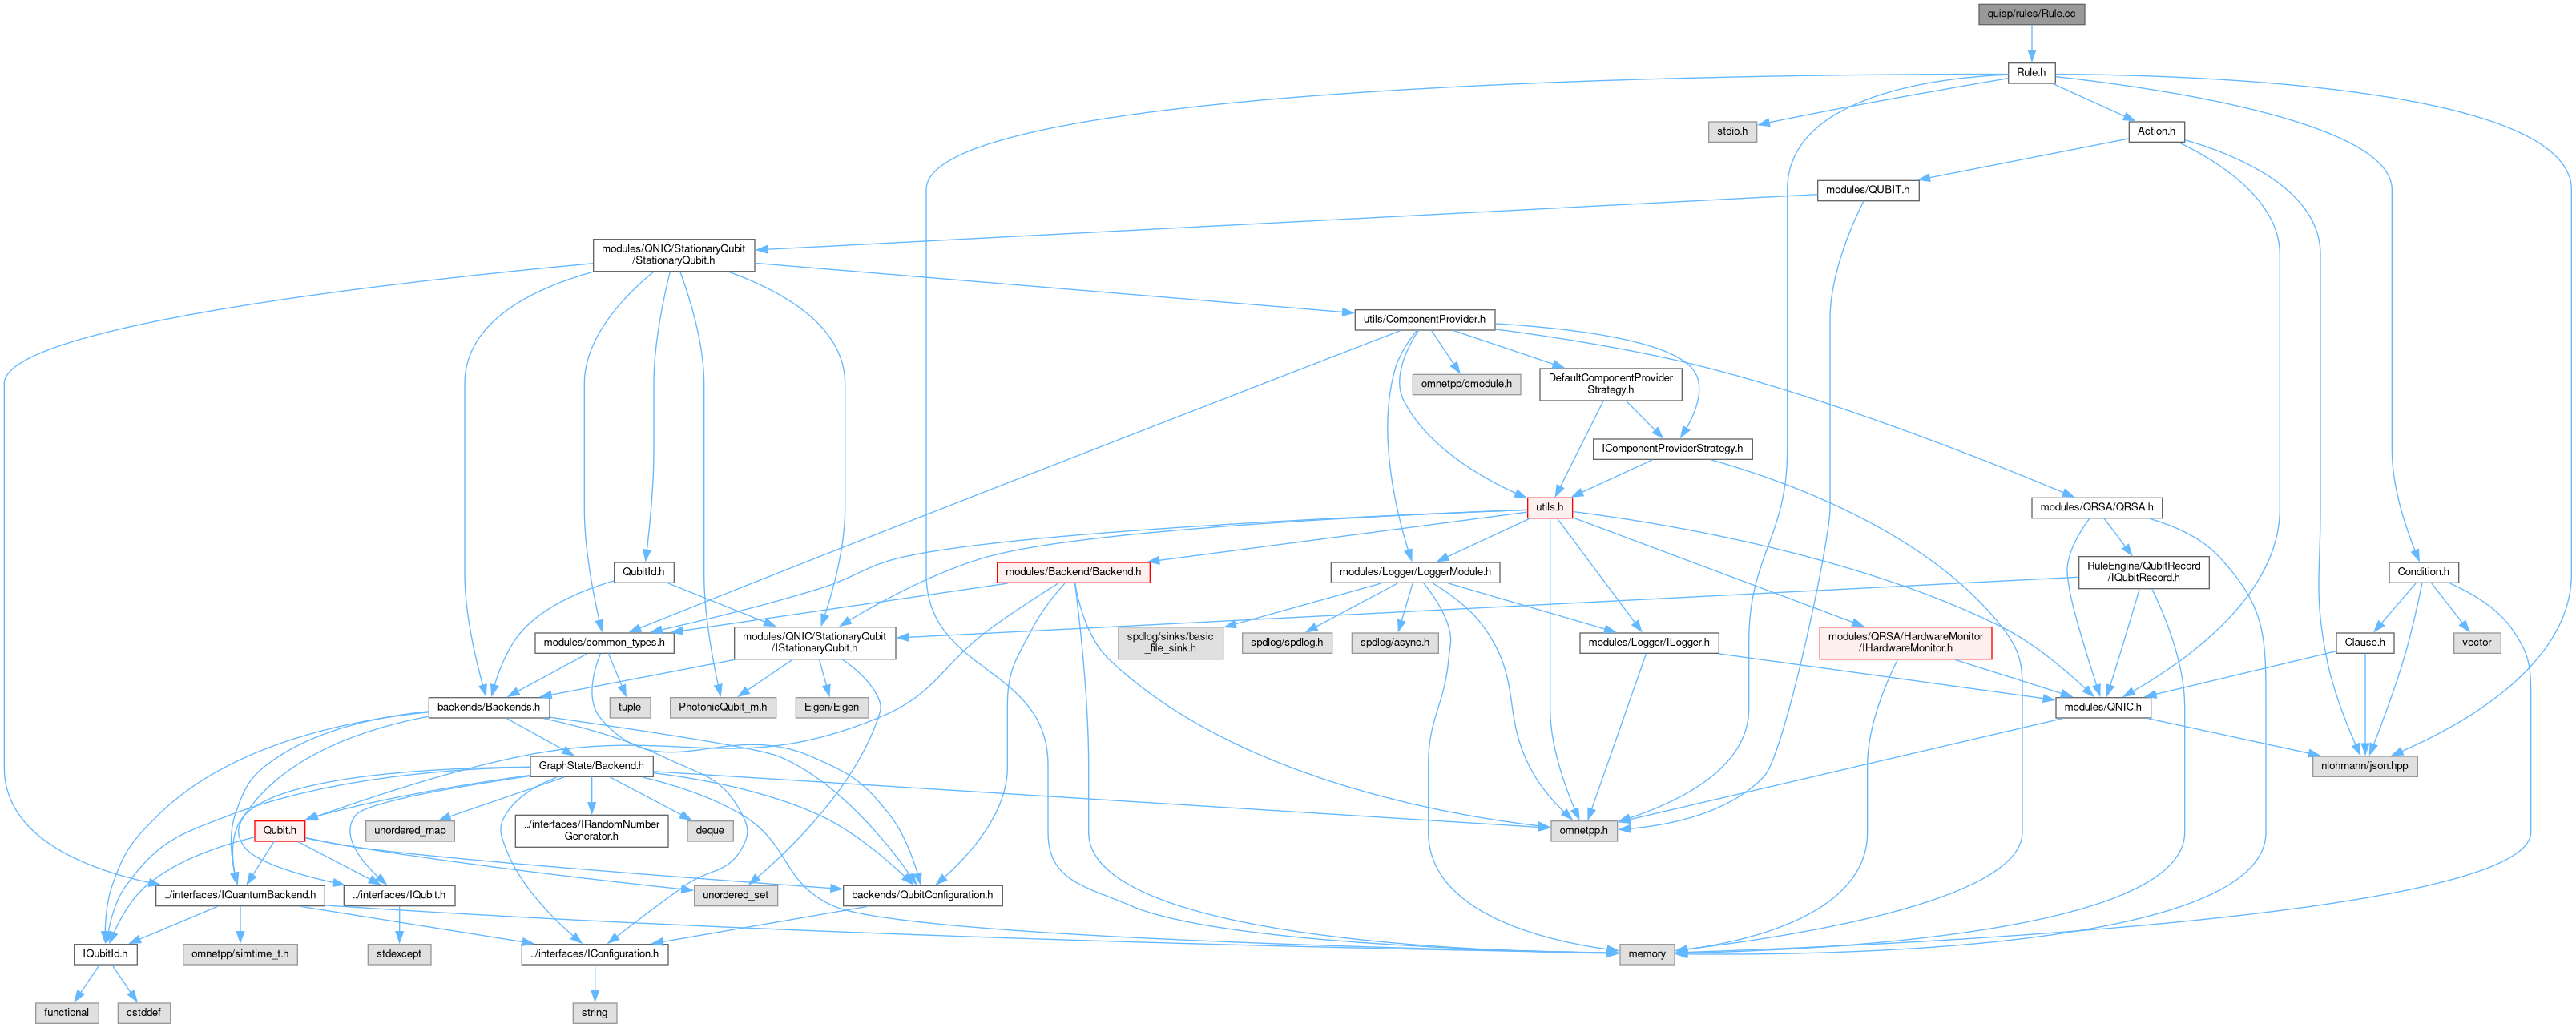 quisp/rules/Rule.cc
Rule.h
stdio.h
Action.h
modules/QUBIT.h
modules/QNIC/StationaryQubit
/StationaryQubit.h
utils/ComponentProvider.h
omnetpp/cmodule.h
DefaultComponentProvider
Strategy.h
IComponentProviderStrategy.h
utils.h
modules/QRSA/QRSA.h
QubitId.h
modules/Backend/Backend.h
modules/Logger/LoggerModule.h
RuleEngine/QubitRecord
/IQubitRecord.h
Condition.h
modules/common_types.h
modules/QNIC/StationaryQubit
/IStationaryQubit.h
spdlog/sinks/basic
_file_sink.h
spdlog/spdlog.h
spdlog/async.h
modules/Logger/ILogger.h
modules/QRSA/HardwareMonitor
/IHardwareMonitor.h
Clause.h
vector
backends/Backends.h
tuple
PhotonicQubit_m.h
Eigen/Eigen
modules/QNIC.h
GraphState/Backend.h
nlohmann/json.hpp
Qubit.h
unordered_map
../interfaces/IRandomNumber
Generator.h
deque
omnetpp.h
../interfaces/IQuantumBackend.h
../interfaces/IQubit.h
unordered_set
backends/QubitConfiguration.h
IQubitId.h
omnetpp/simtime_t.h
stdexcept
../interfaces/IConfiguration.h
memory
functional
cstddef
string